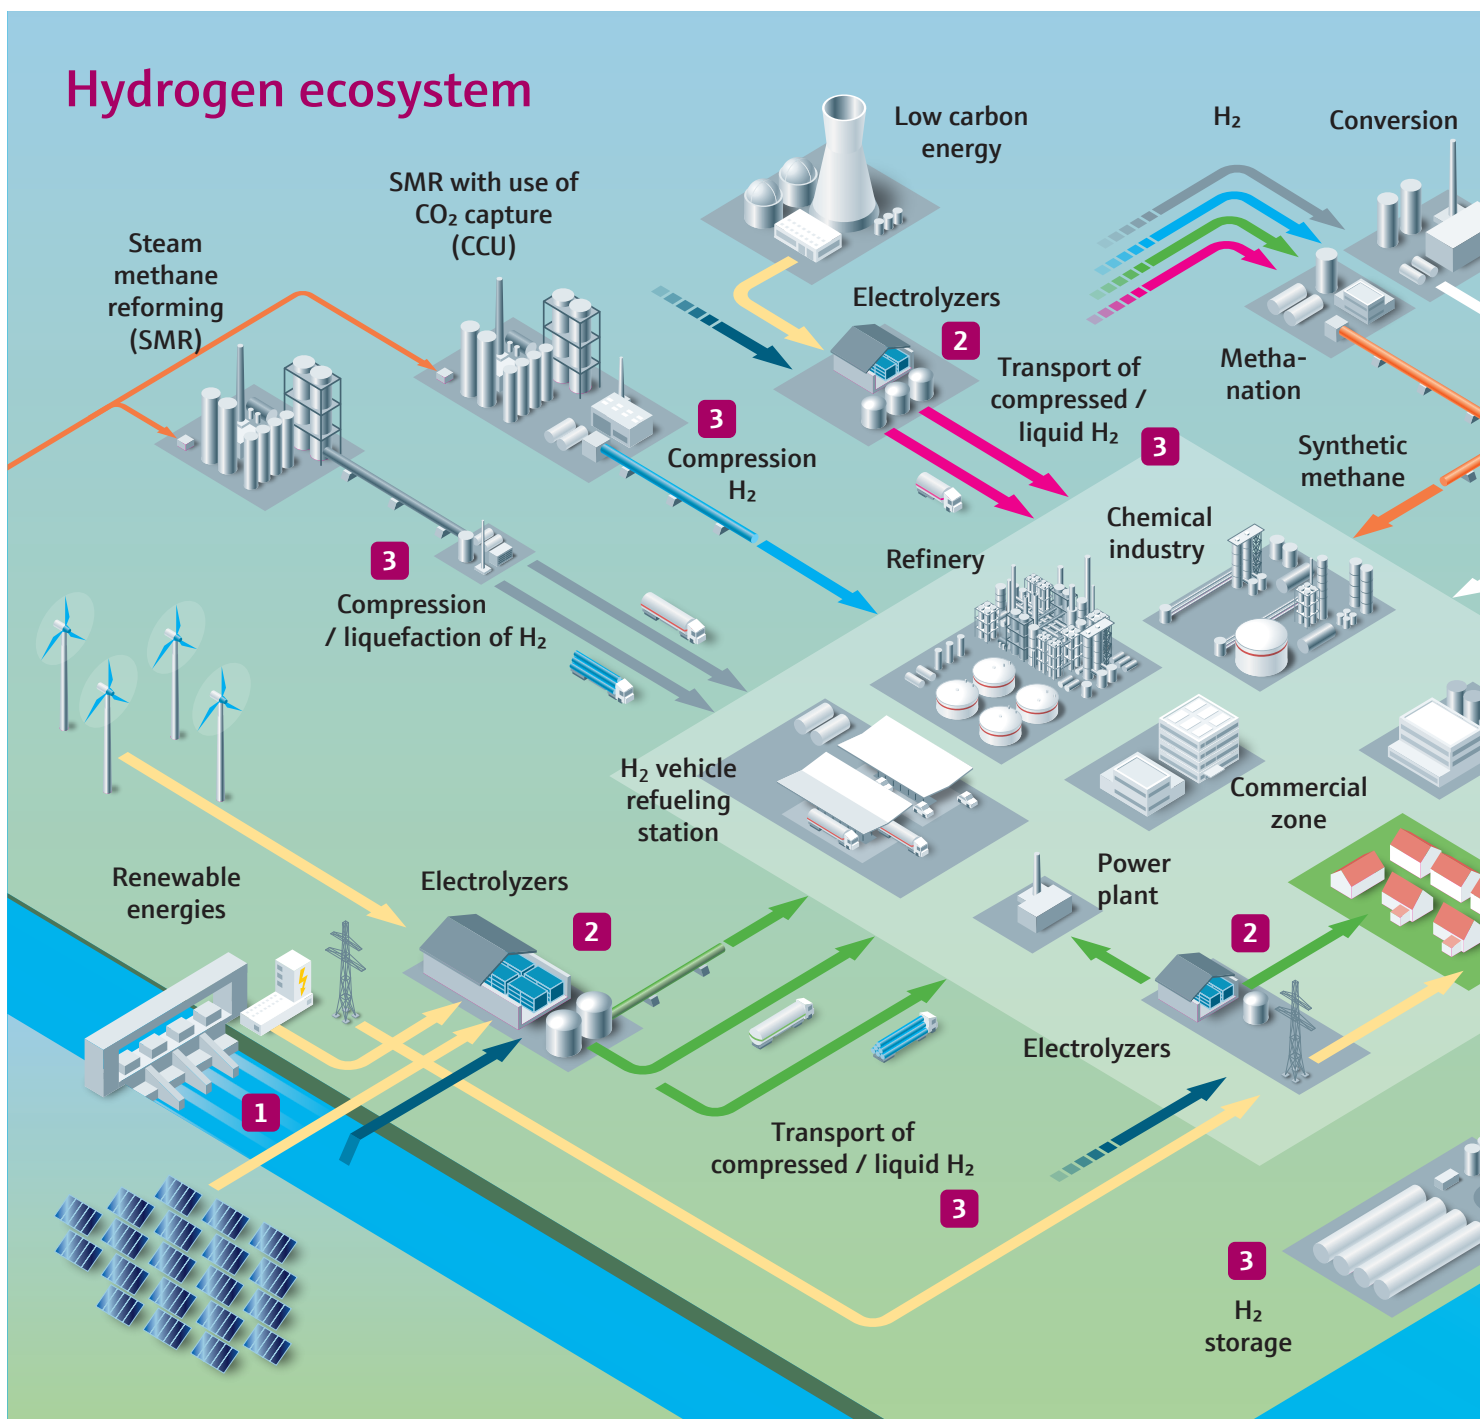 Hydrogen ecosystem
Low carbon
energy
H₂
Conversion
SMR with use of
CO₂ capture
(CCU)
Steam
methane
reforming
(SMR)
Electrolyzers
2
Transport of
compressed /
liquid H₂
3
Metha-
nation
3
Compression
H₂
Synthetic
methane
Chemical
industry
Refinery
3
Compression
/ liquefaction of H₂
H₂ vehicle
refueling
station
Commercial
zone
Power
plant
Renewable
energies
Electrolyzers
2
2
Electrolyzers
1
Transport of
compressed / liquid H₂
3
3
H₂
storage